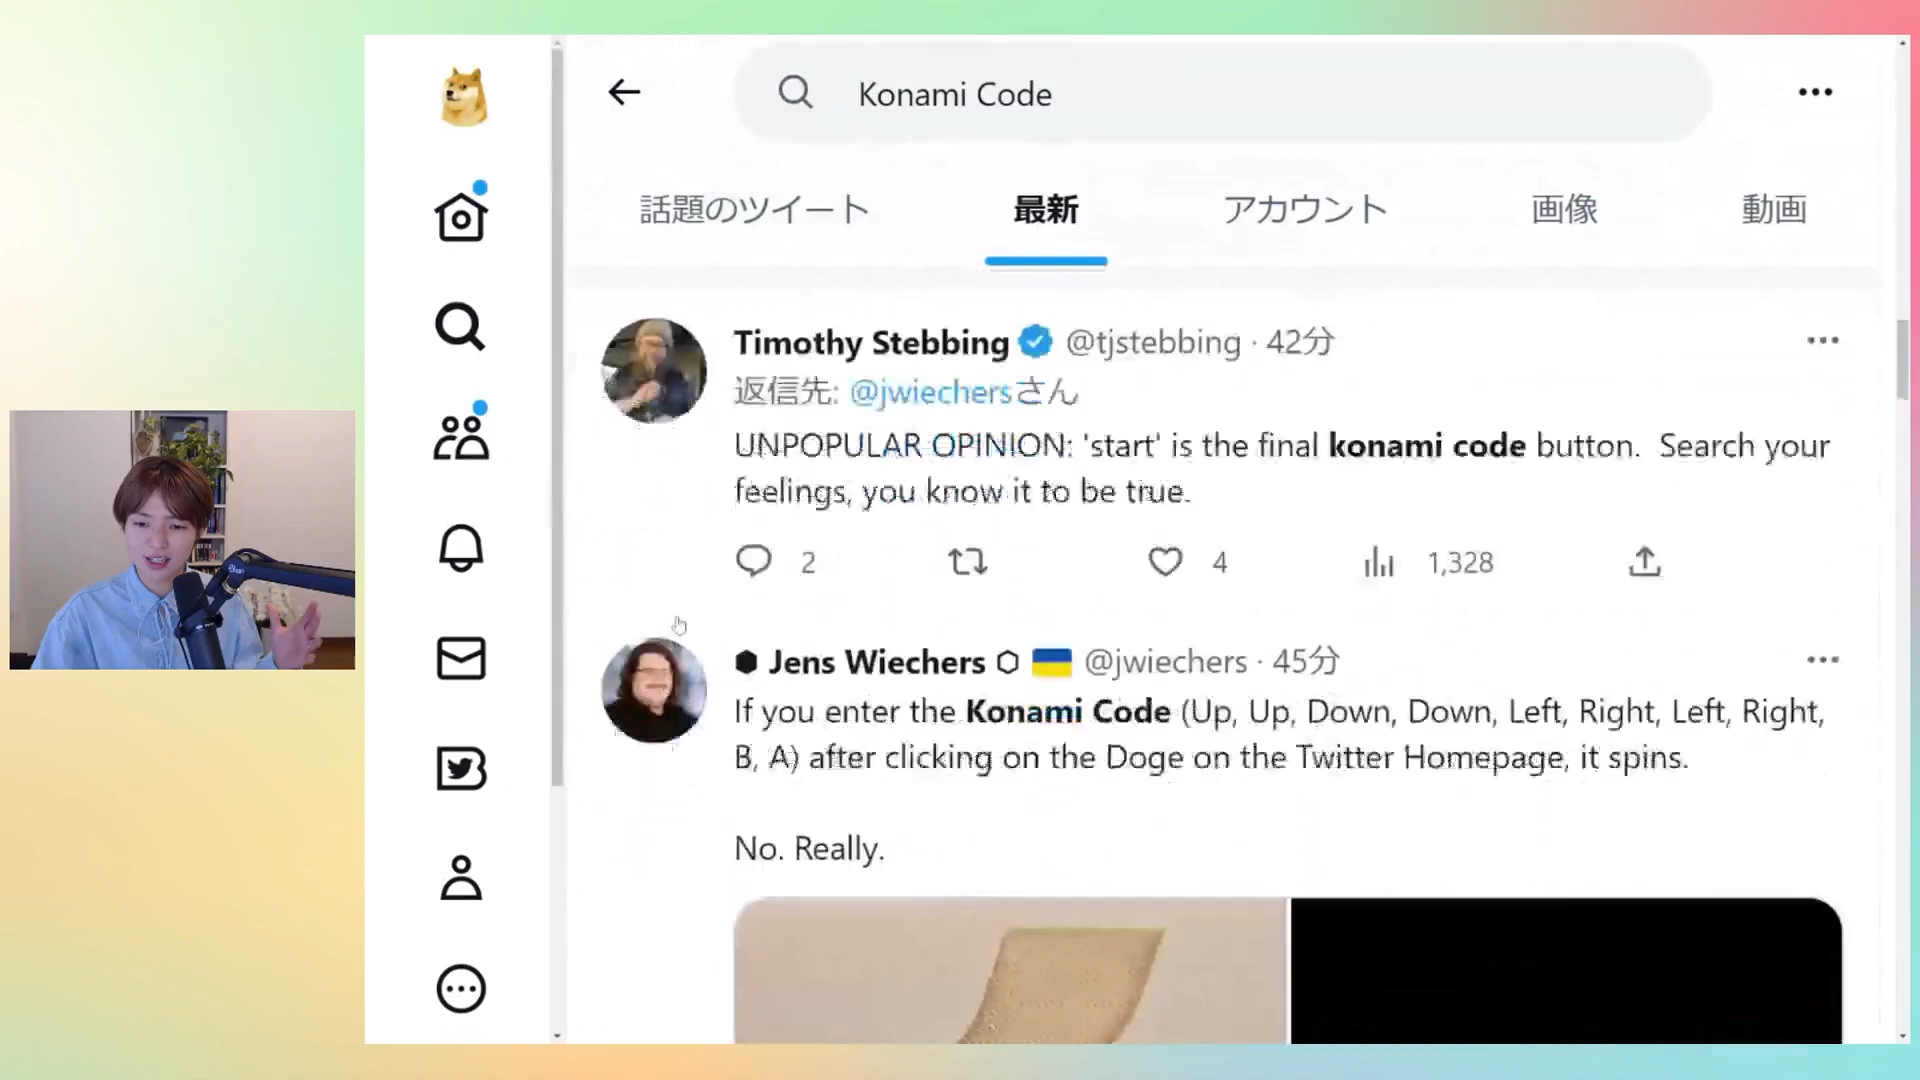 Konami Code
話題のツイート 最新 アカウント 画像 動画
Timothy Stebbing @tjstebbing · 42分
返信先: @jwiechersさん
UNPOPULAR OPINION: 'start' is the final konami code button. Search your
feelings, you know it to be true.
2 4 1,328
Jens Wiechers @jwiechers · 45分
If you enter the Konami Code (Up, Up, Down, Down, Left, Right, Left, Right,
B, A) after clicking on the Doge on the Twitter Homepage, it spins.
No. Really.